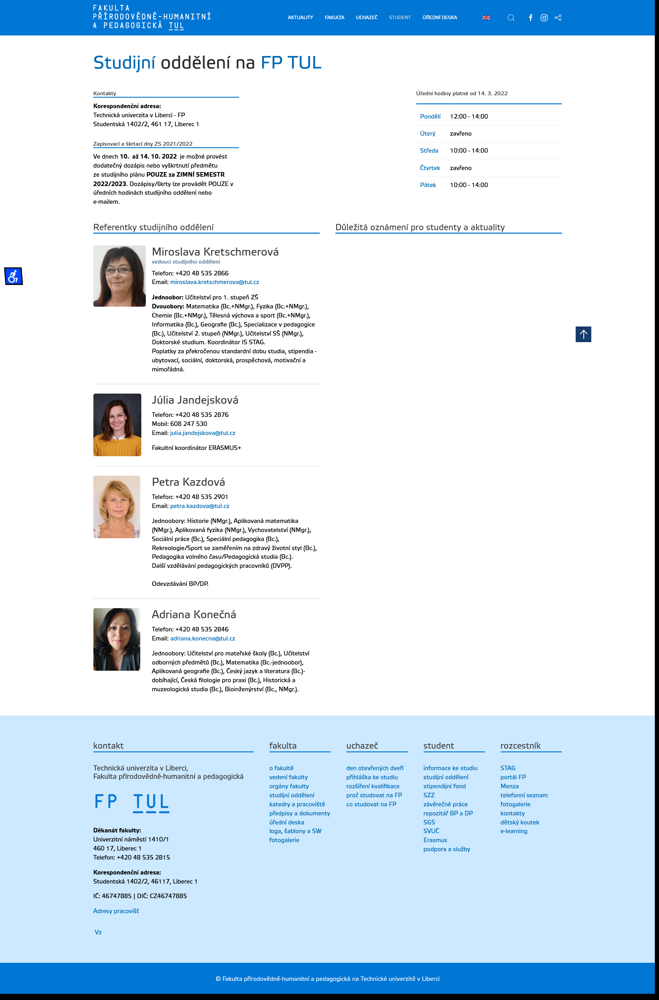 FAKULTA
PŘÍRODOVĚDNĚ-HUMANITNÍ
A PEDAGOGICKÁ TUL
AKTUALITY FAKULTA UCHAZEČ STUDENT ÚŘEDNÍ DESKA
Studijní oddělení na FP TUL
Kontakty
Korespondenční adresa:
Technická univerzita v Liberci - FP
Studentská 1402/2, 461 17, Liberec 1
Zapisovací a škrtací dny ZS 2021/2022
Ve dnech 10. až 14. 10. 2022 je možné provést
dodatečný dozápis nebo vyškrtnutí předmětu
ze studijního plánu POUZE za ZIMNÍ SEMESTR
2022/2023. Dozápisy/škrty lze provádět POUZE v
úředních hodinách studijního oddělení nebo
e-mailem.
Úřední hodiny platné od 14. 3. 2022
Pondělí 12:00 - 14:00
Úterý zavřeno
Středa 10:00 - 14:00
Čtvrtek zavřeno
Pátek 10:00 - 14:00
Referentky studijního oddělení
Miroslava Kretschmerová
vedoucí studijního oddělení
Telefon: +420 48 535 2866
Email: miroslava.kretschmerova@tul.cz
Jednoobor: Učitelství pro 1. stupeň ZŠ
Dvouobory: Matematika (Bc.+NMgr.), Fyzika (Bc.+NMgr.),
Chemie (Bc.+NMgr.), Tělesná výchova a sport (Bc.+NMgr.),
Informatika (Bc.), Geografie (Bc.), Specializace v pedagogice
(Bc.), Učitelství 2. stupeň (NMgr.), Učitelství SŠ (NMgr.),
Doktorské studium. Koordinátor IS STAG.
Poplatky za překročenou standardní dobu studia, stipendia -
ubytovací, sociální, doktorská, prospěchová, motivační a
mimořádná.
Júlia Jandejsková
Telefon: +420 48 535 2876
Mobil: 608 247 530
Email: julia.jandejskova@tul.cz
Fakultní koordinátor ERASMUS+
Petra Kazdová
Telefon: +420 48 535 2901
Email: petra.kazdova@tul.cz
Jednoobory: Historie (NMgr.), Aplikovaná matematika
(NMgr.), Aplikovaná fyzika (NMgr.), Vychovatelství (NMgr.),
Sociální práce (Bc.), Speciální pedagogika (Bc.),
Rekreologie/Sport se zaměřením na zdravý životní styl (Bc.),
Pedagogika volného času/Pedagogická studia (Bc.).
Další vzdělávání pedagogických pracovníků (DVPP).
Odevzdávání BP/DP.
Adriana Konečná
Telefon: +420 48 535 2846
Email: adriana.konecna@tul.cz
Jednoobory: Učitelství pro mateřské školy (Bc.), Učitelství
odborných předmětů (Bc.), Matematika (Bc.-jednoobor),
Aplikovaná geografie (Bc.), Český jazyk a literatura (Bc.)-
dobíhající, Česká filologie pro praxi (Bc.), Historická a
muzeologická studia (Bc.), Bioinženýrství (Bc., NMgr.).
Důležitá oznámení pro studenty a aktuality
kontakt
Technická univerzita v Liberci,
Fakulta přírodovědně-humanitní a pedagogická
FP TUL
Děkanát fakulty:
Univerzitní náměstí 1410/1
460 17, Liberec 1
Telefon: +420 48 535 2815
Korespondenční adresa:
Studentská 1402/2, 46117, Liberec 1
IČ: 46747885 | DIČ: CZ46747885
Adresy pracovišť
Vz
fakulta
o fakultě
vedení fakulty
orgány fakulty
studijní oddělení
katedry a pracoviště
předpisy a dokumenty
úřední deska
loga, šablony a SW
fotogalerie
uchazeč
den otevřených dveří
přihláška ke studiu
rozšíření kvalifikace
proč studovat na FP
co studovat na FP
student
informace ke studiu
studijní oddělení
stipendijní fond
SZZ
závěrečné práce
repozitář BP a DP
SGS
SVUČ
Erasmus
podpora a služby
rozcestník
STAG
portál FP
Menza
telefonní seznam
fotogalerie
kontakty
dětský koutek
e-learning
© Fakulta přírodovědně-humanitní a pedagogická na Technické univerzitě v Liberci